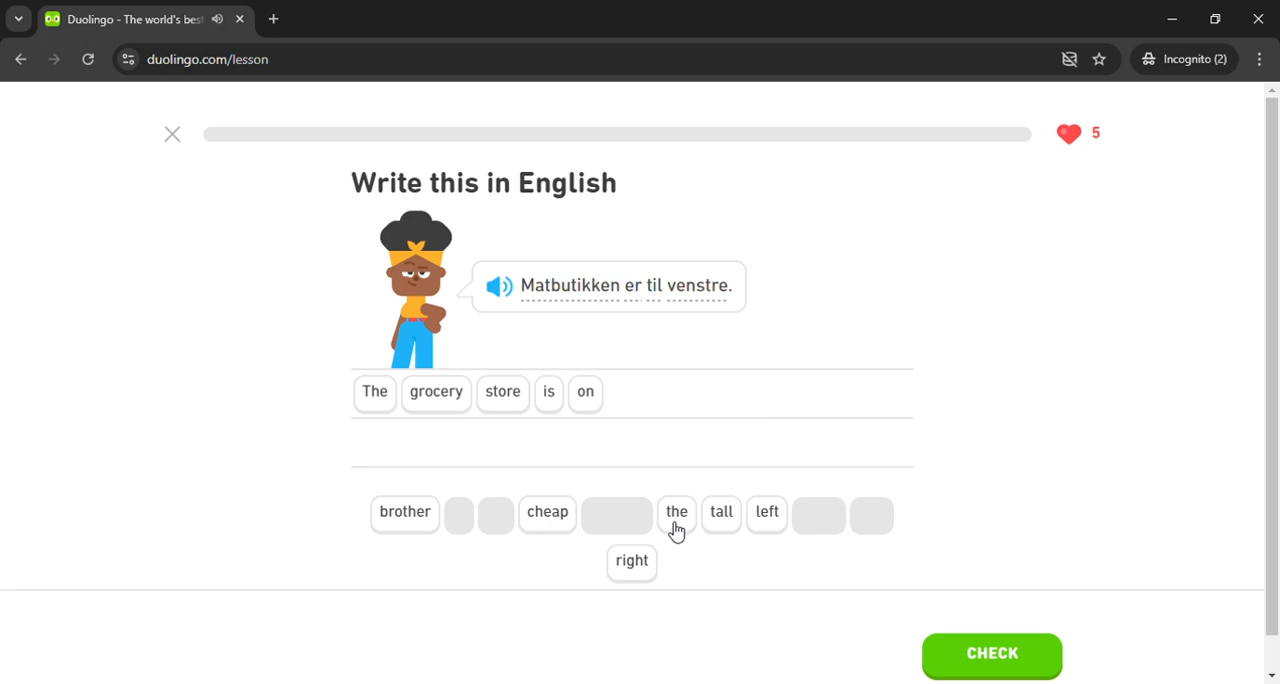 Duolingo - The world's bes
duolingo.com/lesson
Incognito (2)
5
Write this in English
Matbutikken er til venstre.
The grocery store is on
brother cheap the tall left
right
CHECK